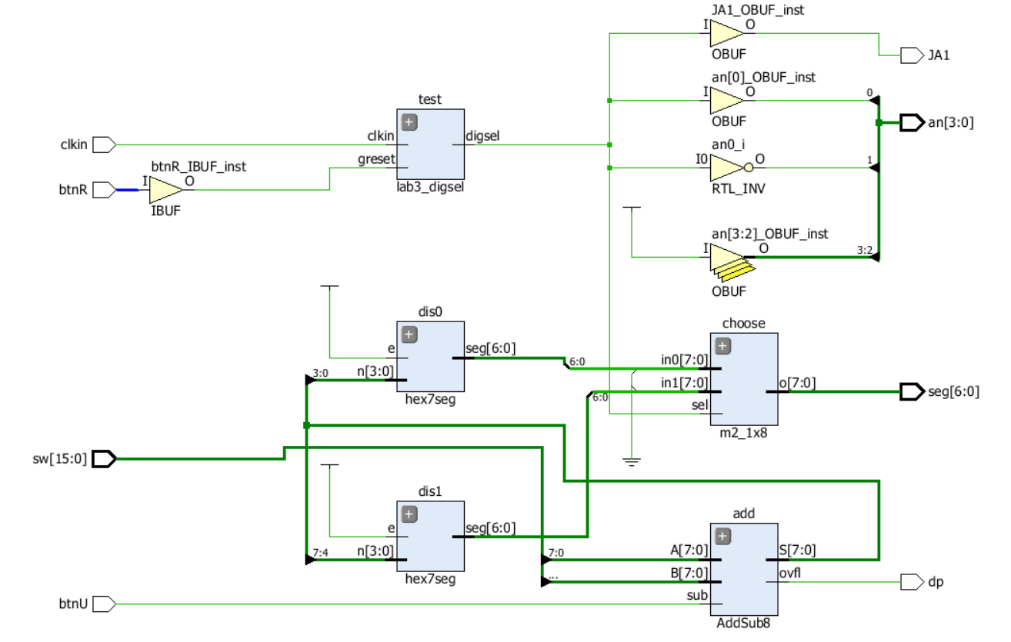 JA1_OBUF_inst
I
O
OBUF
JA1
an[0]_OBUF_inst
I
O
0
OBUF
an[3:0]
test
clkin
clkin
digsel
greset
lab3_digsel
an0_i
I0
O
1
RTL_INV
btnR_IBUF_inst
btnR
I
O
IBUF
an[3:2]_OBUF_inst
I
O
3:2
OBUF
dis0
e
seg[6:0]
n[3:0]
3:0
hex7seg
6:0
choose
in0[7:0]
in1[7:0]
o[7:0]
sel
m2_1x8
6:0
seg[6:0]
sw[15:0]
dis1
e
seg[6:0]
n[3:0]
7:4
hex7seg
7:0
...
add
A[7:0]
S[7:0]
B[7:0]
ovfl
sub
AddSub8
dp
btnU